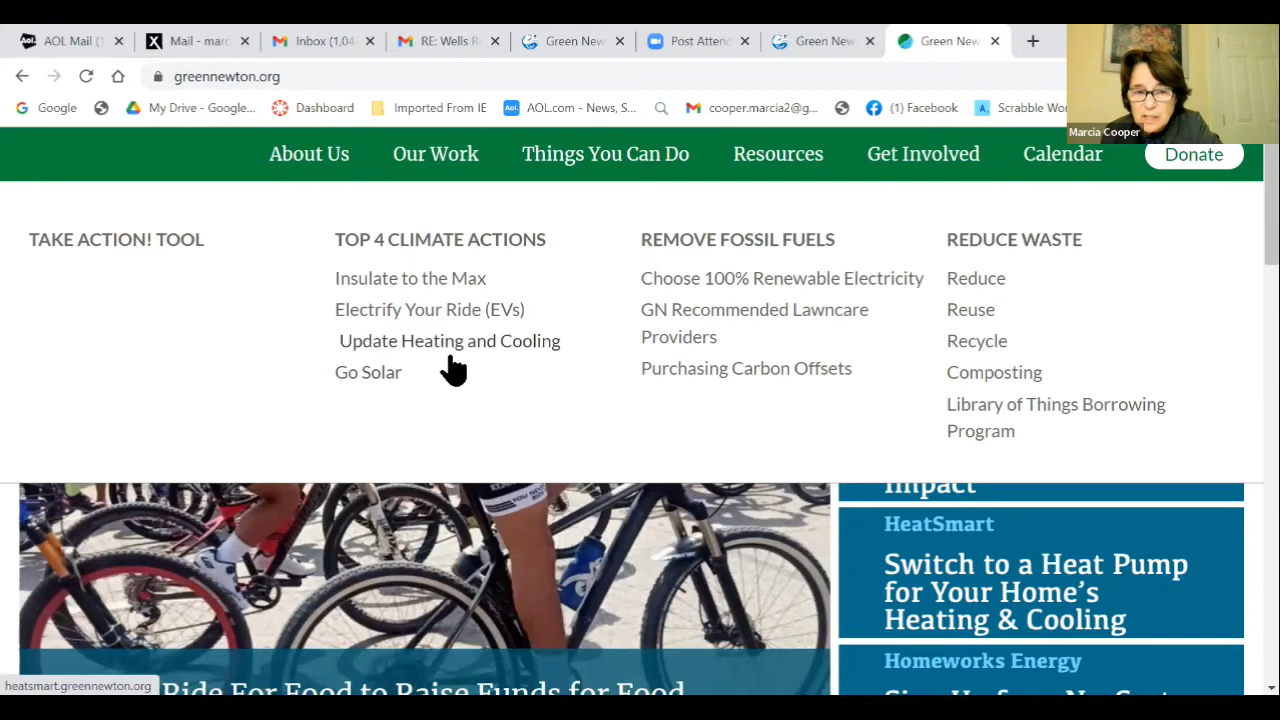 Aol. AOL Mail (
X Mail - marc
Inbox (1,04
RE: Wells R
Green New
Post Attend
Green New
Green New
greennewton.org
Google
My Drive - Google...
Dashboard
Imported From IE
Aol. AOL.com - News, S...
cooper.marcia2@g...
(1) Facebook
A. Scrabble Wor
Marcia Cooper
About Us
Our Work
Things You Can Do
Resources
Get Involved
Calendar
Donate
TAKE ACTION! TOOL
TOP 4 CLIMATE ACTIONS
Insulate to the Max
Electrify Your Ride (EVs)
Update Heating and Cooling
Go Solar
REMOVE FOSSIL FUELS
Choose 100% Renewable Electricity
GN Recommended Lawncare
Providers
Purchasing Carbon Offsets
REDUCE WASTE
Reduce
Reuse
Recycle
Composting
Library of Things Borrowing
Program
Impact
HeatSmart
Switch to a Heat Pump
for Your Home's
Heating & Cooling
Homeworks Energy
Ride For Food to Raise Funds for Food
heatsmart.greennewton.org